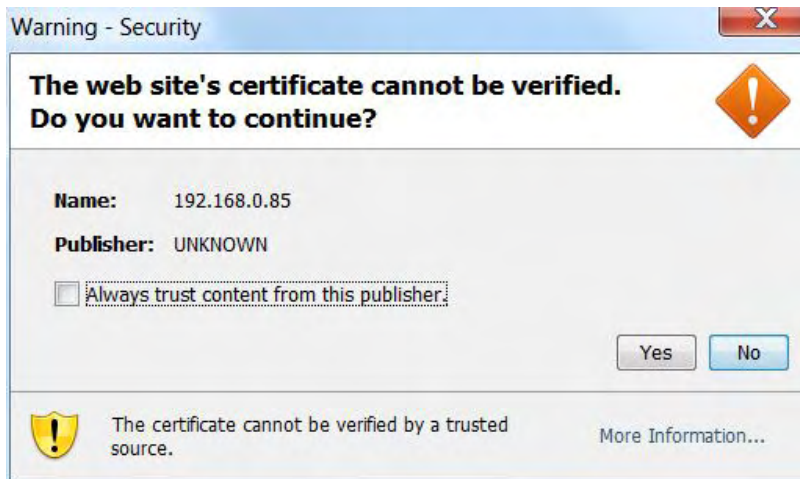 Warning - Security
The web site's certificate cannot be verified.
Do you want to continue?
Name: 192.168.0.85
Publisher: UNKNOWN
Always trust content from this publisher.
Yes No
The certificate cannot be verified by a trusted
source.
More Information...